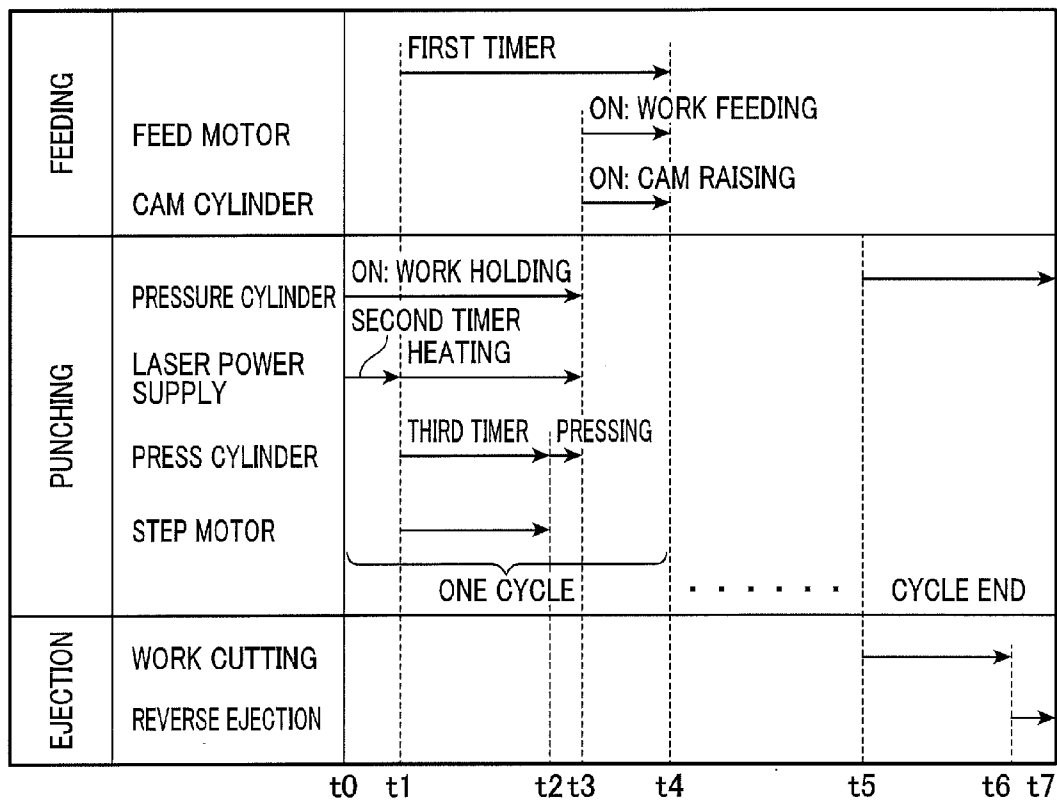 FEEDING
FIRST TIMER
ON: WORK FEEDING
FEED MOTOR
ON: CAM RAISING
CAM CYLINDER
PUNCHING
ON: WORK HOLDING
PRESSURE CYLINDER
SECOND TIMER
HEATING
LASER POWER
SUPPLY
THIRD TIMER
PRESSING
PRESS CYLINDER
STEP MOTOR
ONE CYCLE
. . . . . .
CYCLE END
EJECTION
WORK CUTTING
REVERSE EJECTION
t0 t1 t2 t3 t4 t5 t6 t7